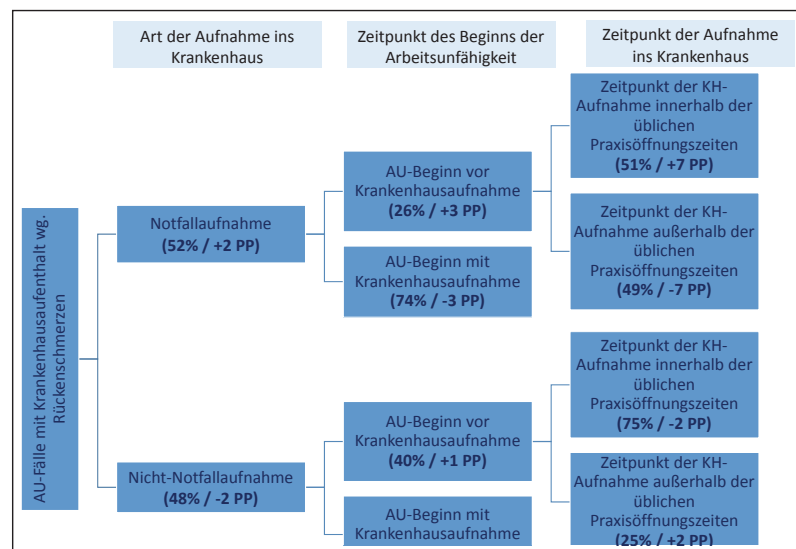 Art der Aufnahme ins
Krankenhaus
Zeitpunkt des Beginns der
Arbeitsunfähigkeit
Zeitpunkt der Aufnahme
ins Krankenhaus
AU-Fälle mit Krankenhausaufenthalt wg.
Rückenschmerzen
Notfallaufnahme
(52% / +2 PP)
AU-Beginn vor
Krankenhausaufnahme
(26% / +3 PP)
Zeitpunkt der KH-
Aufnahme innerhalb der
üblichen
Praxisöffnungszeiten
(51% / +7 PP)
Zeitpunkt der KH-
Aufnahme außerhalb der
üblichen
Praxisöffnungszeiten
(49% / -7 PP)
AU-Beginn mit
Krankenhausaufnahme
(74% / -3 PP)
Nicht-Notfallaufnahme
(48% / -2 PP)
AU-Beginn vor
Krankenhausaufnahme
(40% / +1 PP)
Zeitpunkt der KH-
Aufnahme innerhalb der
üblichen
Praxisöffnungszeiten
(75% / -2 PP)
Zeitpunkt der KH-
Aufnahme außerhalb der
üblichen
Praxisöffnungszeiten
(25% / +2 PP)
AU-Beginn mit
Krankenhausaufnahme